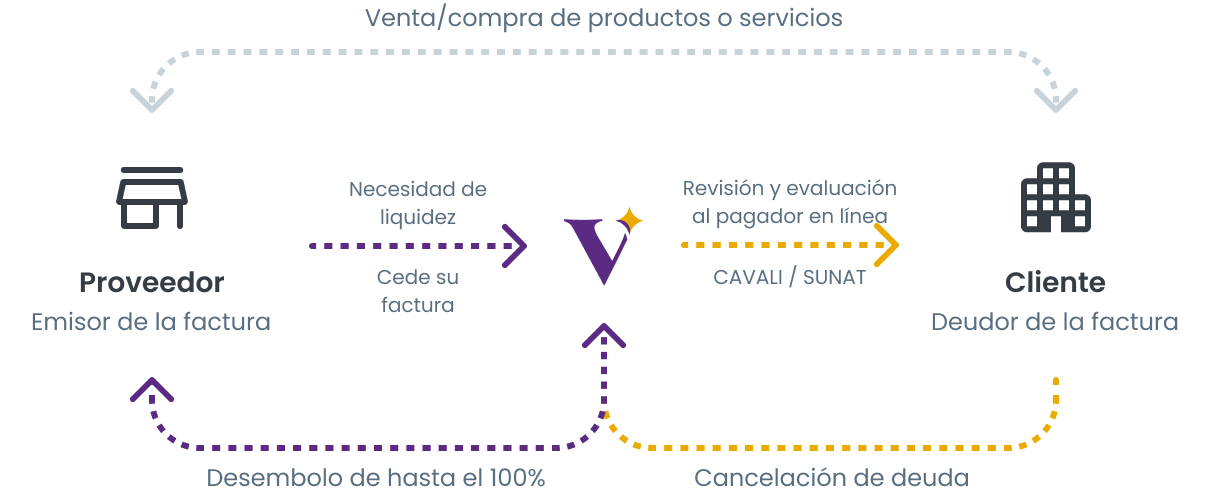 Venta/compra de productos o servicios
Necesidad de
liquidez
Cede su
factura
Revisión y evaluación
al pagador en línea
CAVALI / SUNAT
Proveedor
Emisor de la factura
V
Cliente
Deudor de la factura
Desembolo de hasta el 100%
Cancelación de deuda